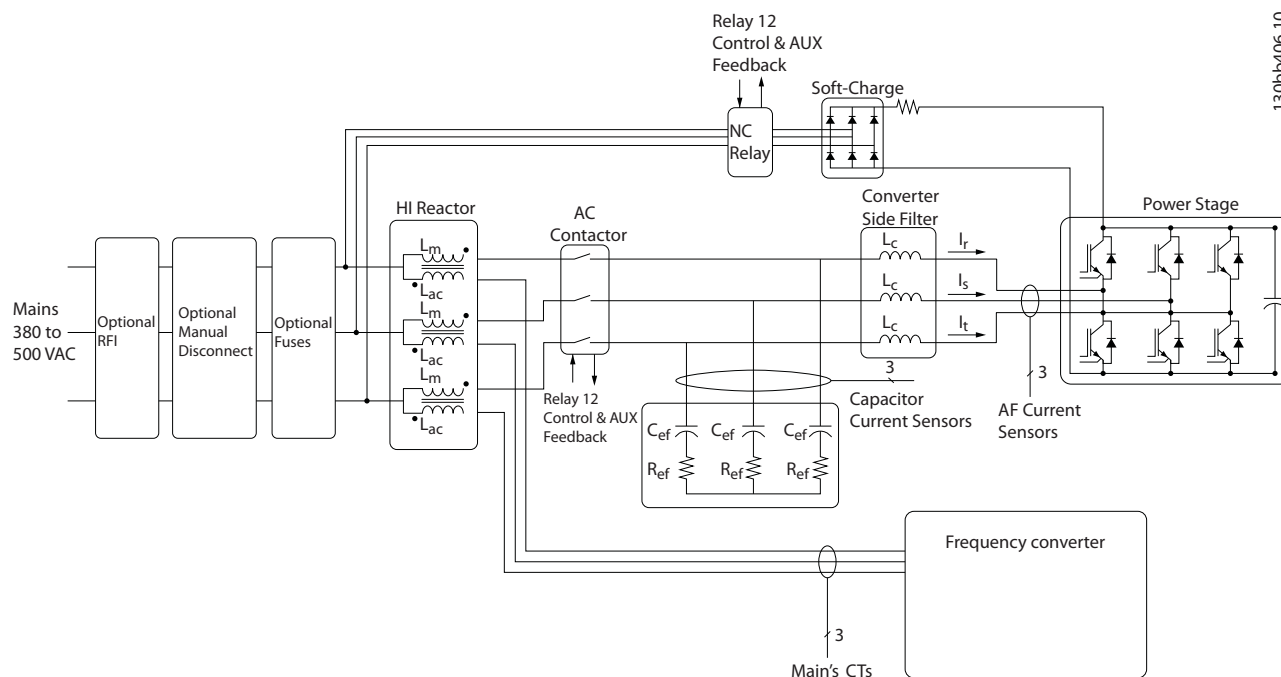 Relay 12
Control & AUX
Feedback
130bb406.10
Soft-Charge
NC
Relay
HI Reactor
AC
Contactor
Converter
Side Filter
Power Stage
Mains
380 to
500 VAC
Optional
RFI
Optional
Manual
Disconnect
Optional
Fuses
Lm
Lac
Lm
Lac
Lm
Lac
Lc
Ir
Lc
Is
Lc
It
Relay 12
Control & AUX
Feedback
3
Capacitor
Current Sensors
3
AF Current
Sensors
Cef
Cef
Cef
Ref
Ref
Ref
Frequency converter
3
Main's CTs